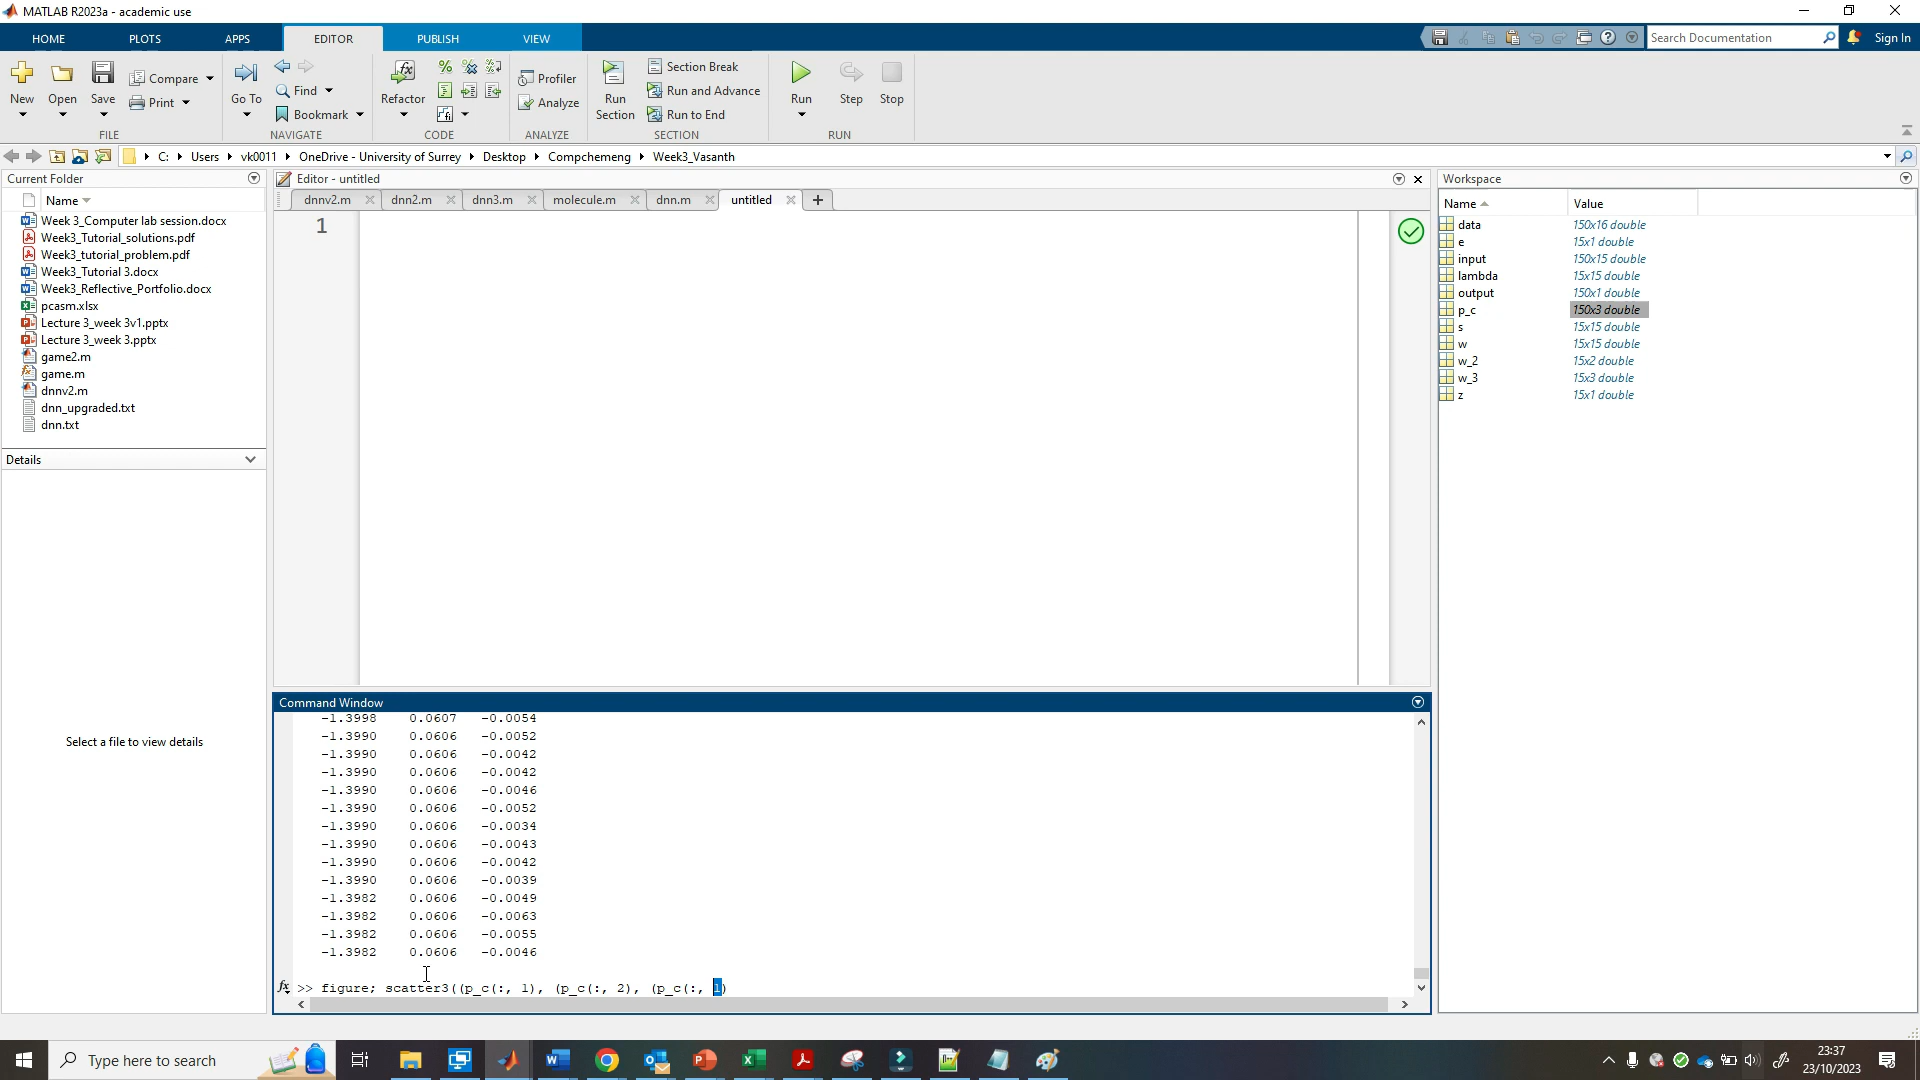 MATLAB R2023a - academic use
HOME PLOTS APPS EDITOR PUBLISH VIEW
Search Documentation
Sign In
New
Open
Save
Compare
Print
FILE
Go To
Find
Bookmark
NAVIGATE
Refactor
CODE
Profiler
Analyze
ANALYZE
Run Section
Section Break
Run and Advance
Run to End
SECTION
Run
Step
Stop
RUN
C: Users vk0011 OneDrive - University of Surrey Desktop Compchemeng Week3_Vasanth
Current Folder
Name
Week 3_Computer lab session.docx
Week3_Tutorial_solutions.pdf
Week3_tutorial_problem.pdf
Week3_Tutorial 3.docx
Week3_Reflective_Portfolio.docx
pcasm.xlsx
Lecture 3_week 3v1.pptx
Lecture 3_week 3.pptx
game2.m
game.m
dnnv2.m
dnn_upgraded.txt
dnn.txt
Details
Select a file to view details
Editor - untitled
dnnv2.m dnn2.m dnn3.m molecule.m dnn.m untitled
1
Command Window
-1.3998 0.0607 -0.0054
-1.3990 0.0606 -0.0052
-1.3990 0.0606 -0.0042
-1.3990 0.0606 -0.0042
-1.3990 0.0606 -0.0046
-1.3990 0.0606 -0.0052
-1.3990 0.0606 -0.0034
-1.3990 0.0606 -0.0043
-1.3990 0.0606 -0.0042
-1.3990 0.0606 -0.0039
-1.3982 0.0606 -0.0049
-1.3982 0.0606 -0.0063
-1.3982 0.0606 -0.0055
-1.3982 0.0606 -0.0046
fx >> figure; scatter3((p_c(:, 1), (p_c(:, 2), (p_c(:, 1)
Workspace
Name Value
data 150x16 double
e 15x1 double
input 150x15 double
lambda 15x15 double
output 150x1 double
p_c 150x3 double
s 15x15 double
w 15x15 double
w_2 15x2 double
w_3 15x3 double
z 15x1 double
Type here to search
23:37
23/10/2023